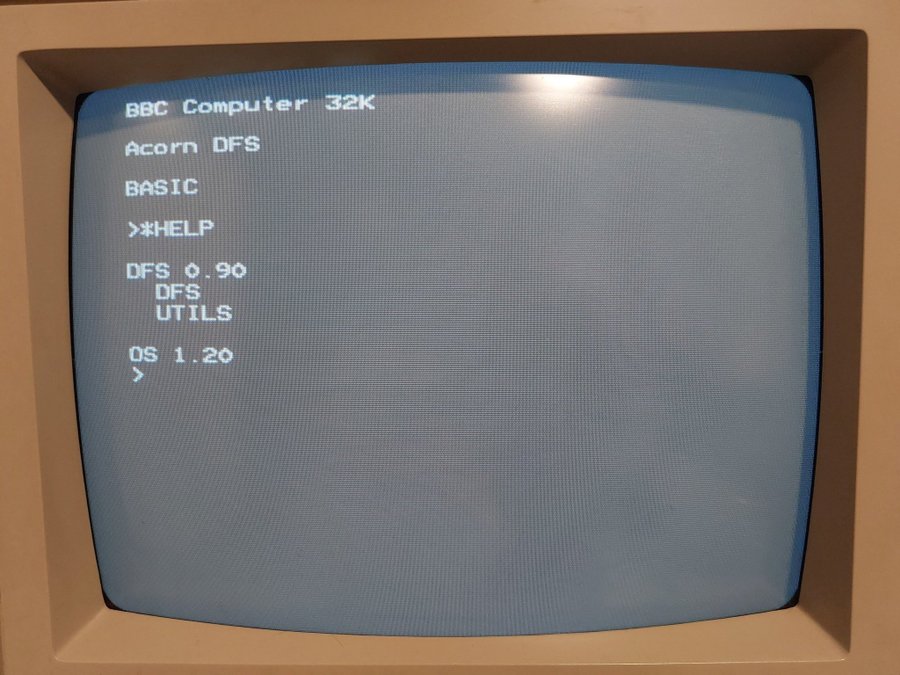 BBC Computer 32K
Acorn DFS
BASIC
>*HELP
DFS 0.90
DFS
UTILS
OS 1.20
>